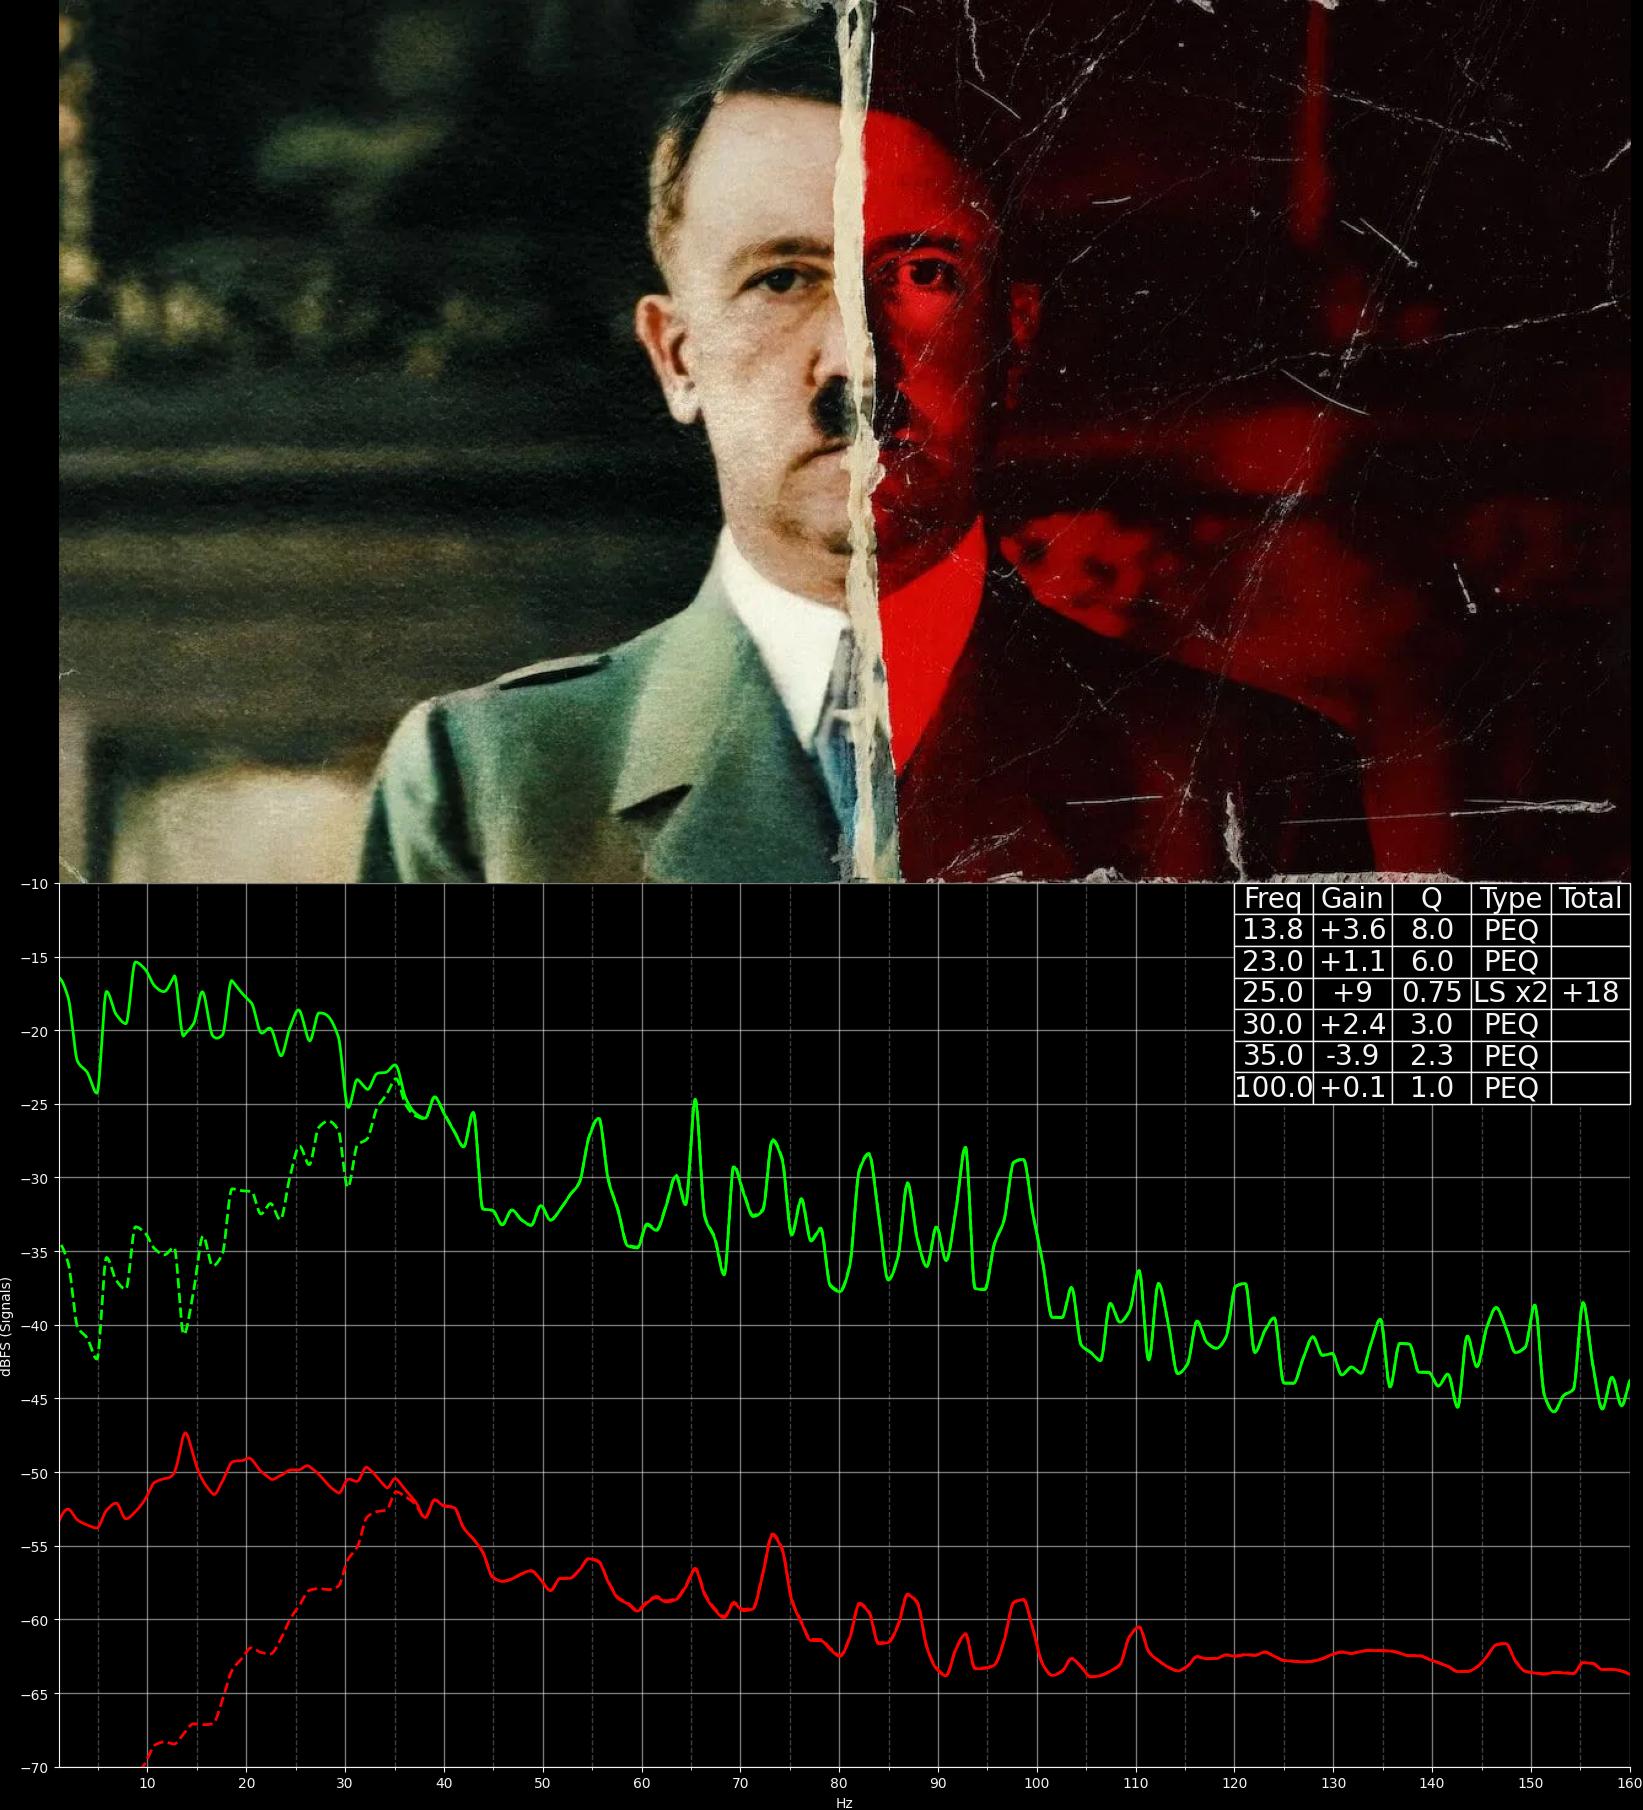 Freq Gain Q Type Total
13.8 +3.6 8.0 PEQ
23.0 +1.1 6.0 PEQ
25.0 +9 0.75 LS x2 +18
30.0 +2.4 3.0 PEQ
35.0 -3.9 2.3 PEQ
100.0 +0.1 1.0 PEQ
−10
−15
−20
−25
−30
−35
−40
−45
−50
−55
−60
−65
−70
dBFS (Signals)
10 20 30 40 50 60 70 80 90 100 110 120 130 140 150 160
Hz